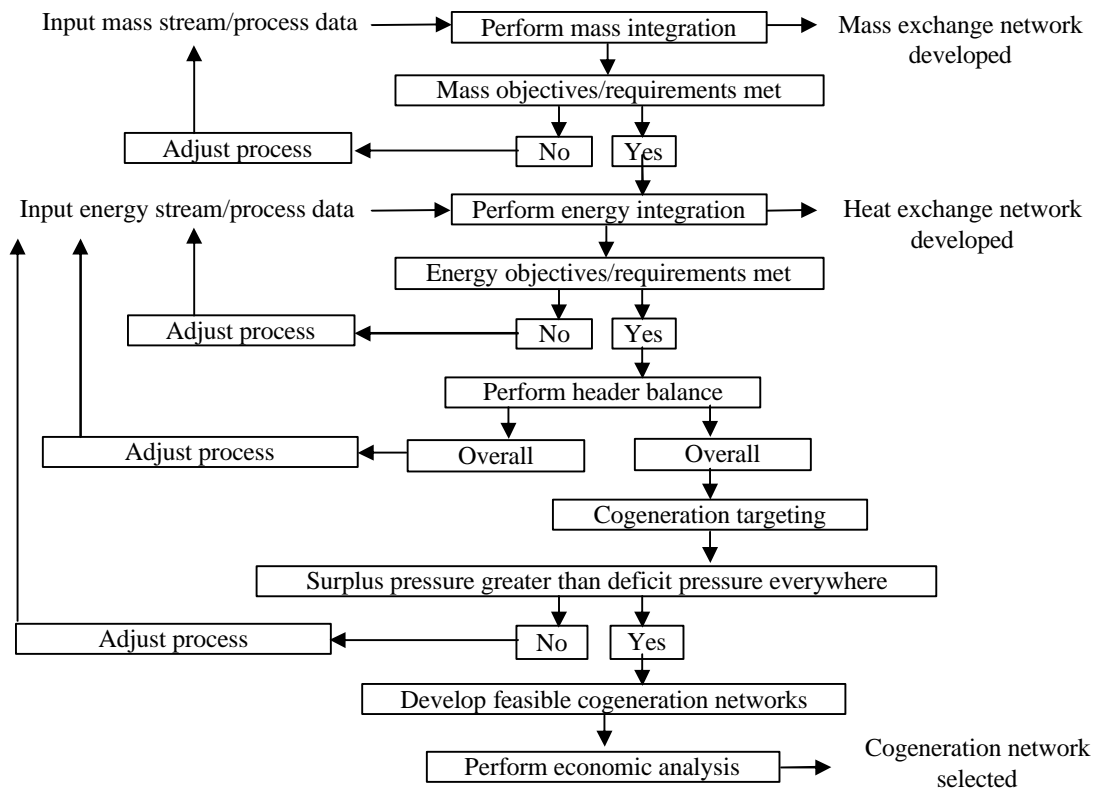 Input mass stream/process data
Perform mass integration
Mass exchange network
developed
Mass objectives/requirements met
No
Yes
Adjust process
Input energy stream/process data
Perform energy integration
Heat exchange network
developed
Energy objectives/requirements met
No
Yes
Adjust process
Perform header balance
Overall
Overall
Adjust process
Cogeneration targeting
Surplus pressure greater than deficit pressure everywhere
No
Yes
Adjust process
Develop feasible cogeneration networks
Perform economic analysis
Cogeneration network
selected